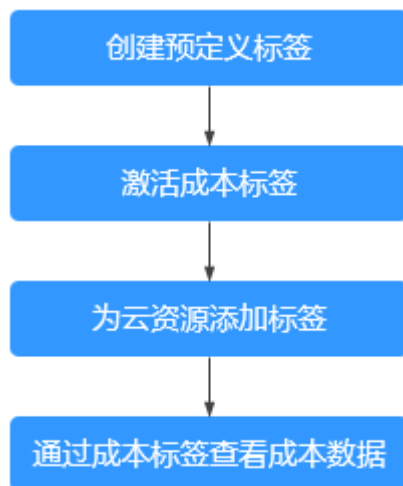 创建预定义标签
激活成本标签
为云资源添加标签
通过成本标签查看成本数据